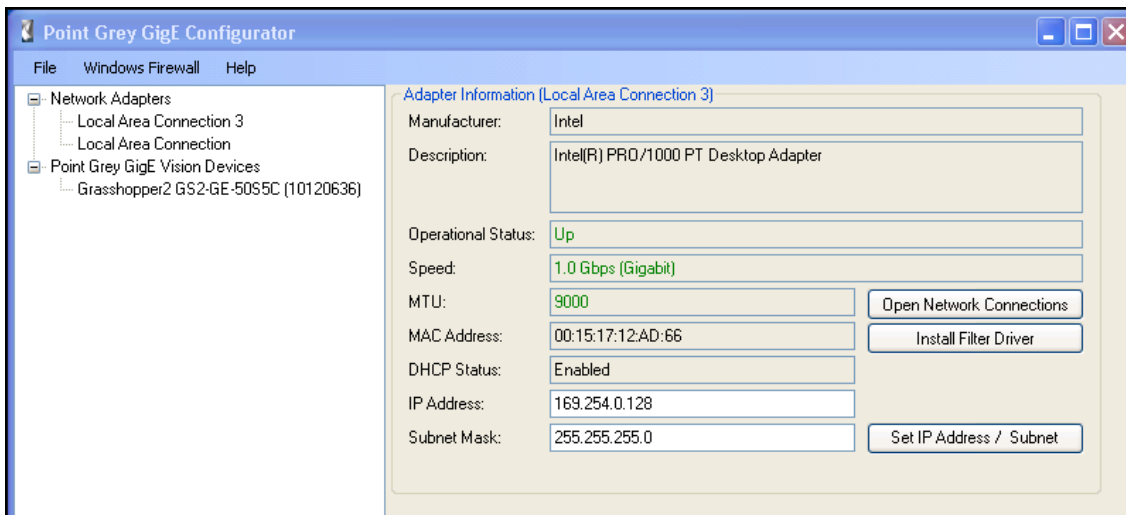 Point Grey GigE Configurator
File Windows Firewall Help
Network Adapters
Local Area Connection 3
Local Area Connection
Point Grey GigE Vision Devices
Grasshopper2 GS2-GE-50S5C (10120636)
Adapter Information (Local Area Connection 3)
Manufacturer: Intel
Description: Intel(R) PRO/1000 PT Desktop Adapter
Operational Status: Up
Speed: 1.0 Gbps (Gigabit)
MTU: 9000 Open Network Connections
MAC Address: 00:15:17:12:AD:66 Install Filter Driver
DHCP Status: Enabled
IP Address: 169.254.0.128
Subnet Mask: 255.255.255.0 Set IP Address / Subnet